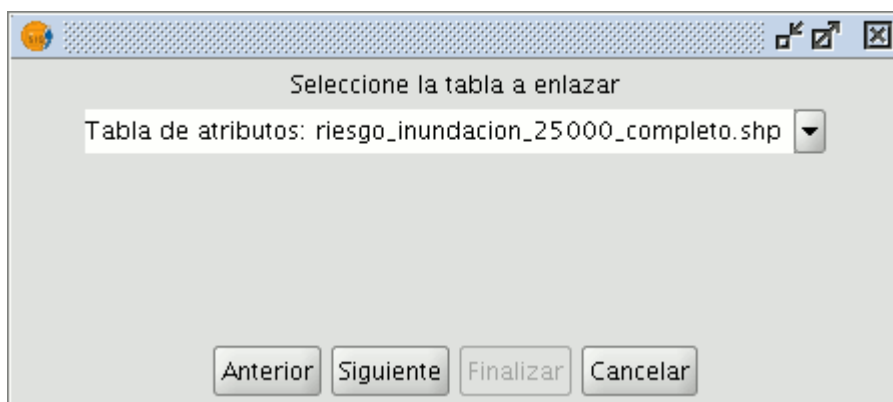 Seleccione la tabla a enlazar
Tabla de atributos: riesgo_inundacion_25000_completo.shp
Anterior Siguiente Finalizar Cancelar